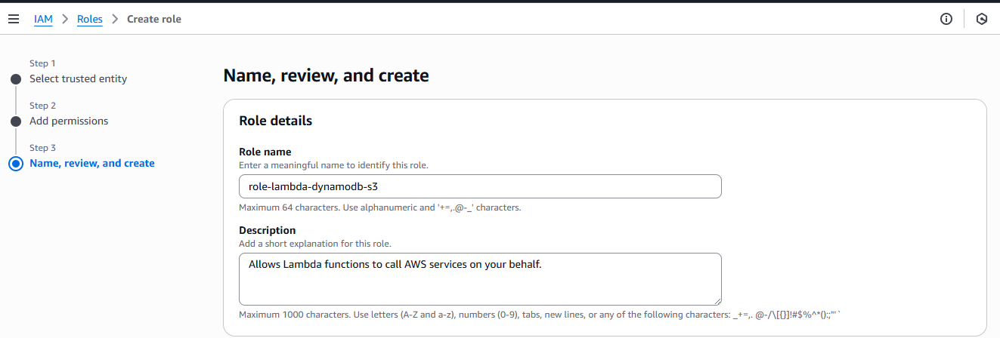 IAM > Roles > Create role
Step 1
Select trusted entity
Step 2
Add permissions
Step 3
Name, review, and create
Name, review, and create
Role details
Role name
Enter a meaningful name to identify this role.
role-lambda-dynamodb-s3
Maximum 64 characters. Use alphanumeric and '+=,.@-_' characters.
Description
Add a short explanation for this role.
Allows Lambda functions to call AWS services on your behalf.
Maximum 1000 characters. Use letters (A-Z and a-z), numbers (0-9), tabs, new lines, or any of the following characters: _+=,. @-/\[{}]!#$%^*();:"'`